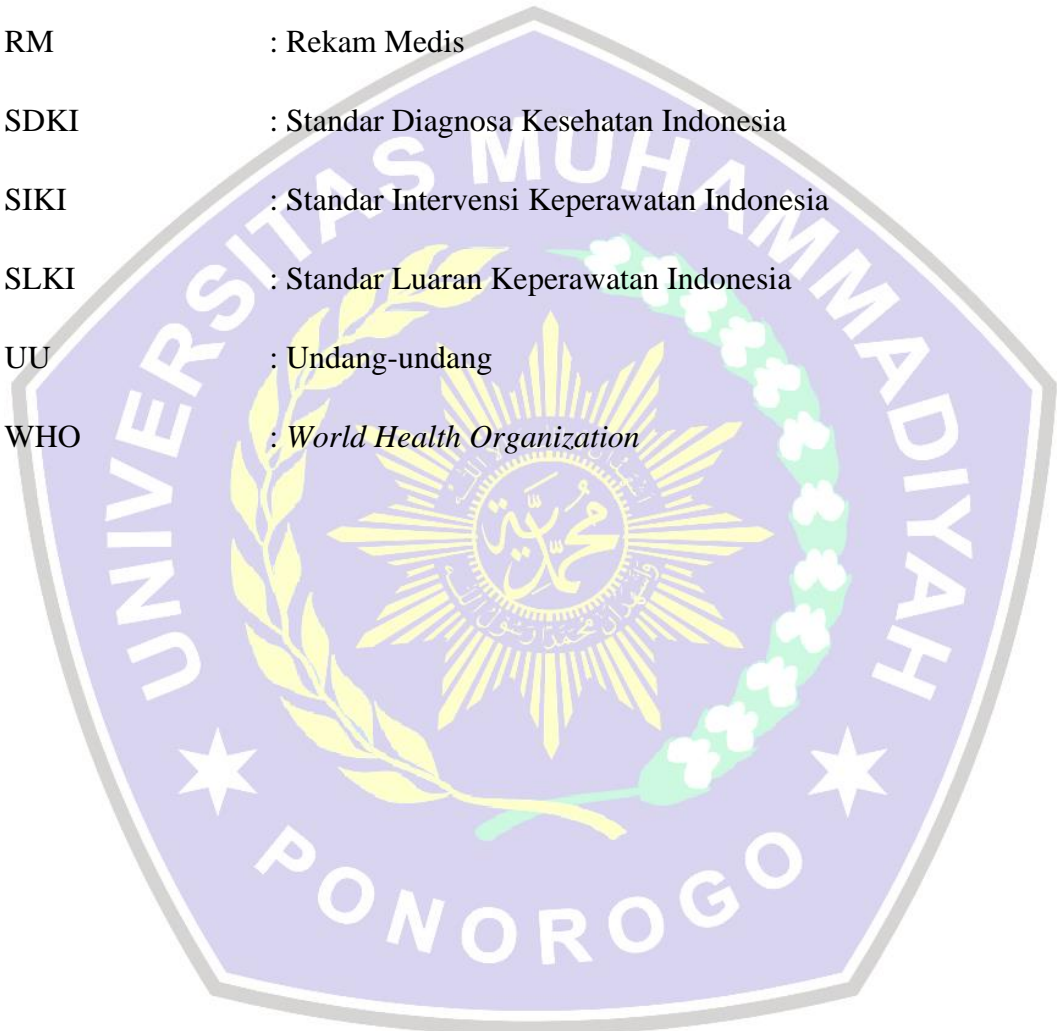 RM : Rekam Medis
SDKI : Standar Diagnosa Kesehatan Indonesia
SIKI : Standar Intervensi Keperawatan Indonesia
SLKI : Standar Luaran Keperawatan Indonesia
UU : Undang-undang
WHO : World Health Organization
UNIVERSITAS MUHAMMADIYAH
PONOROGO
محمدية